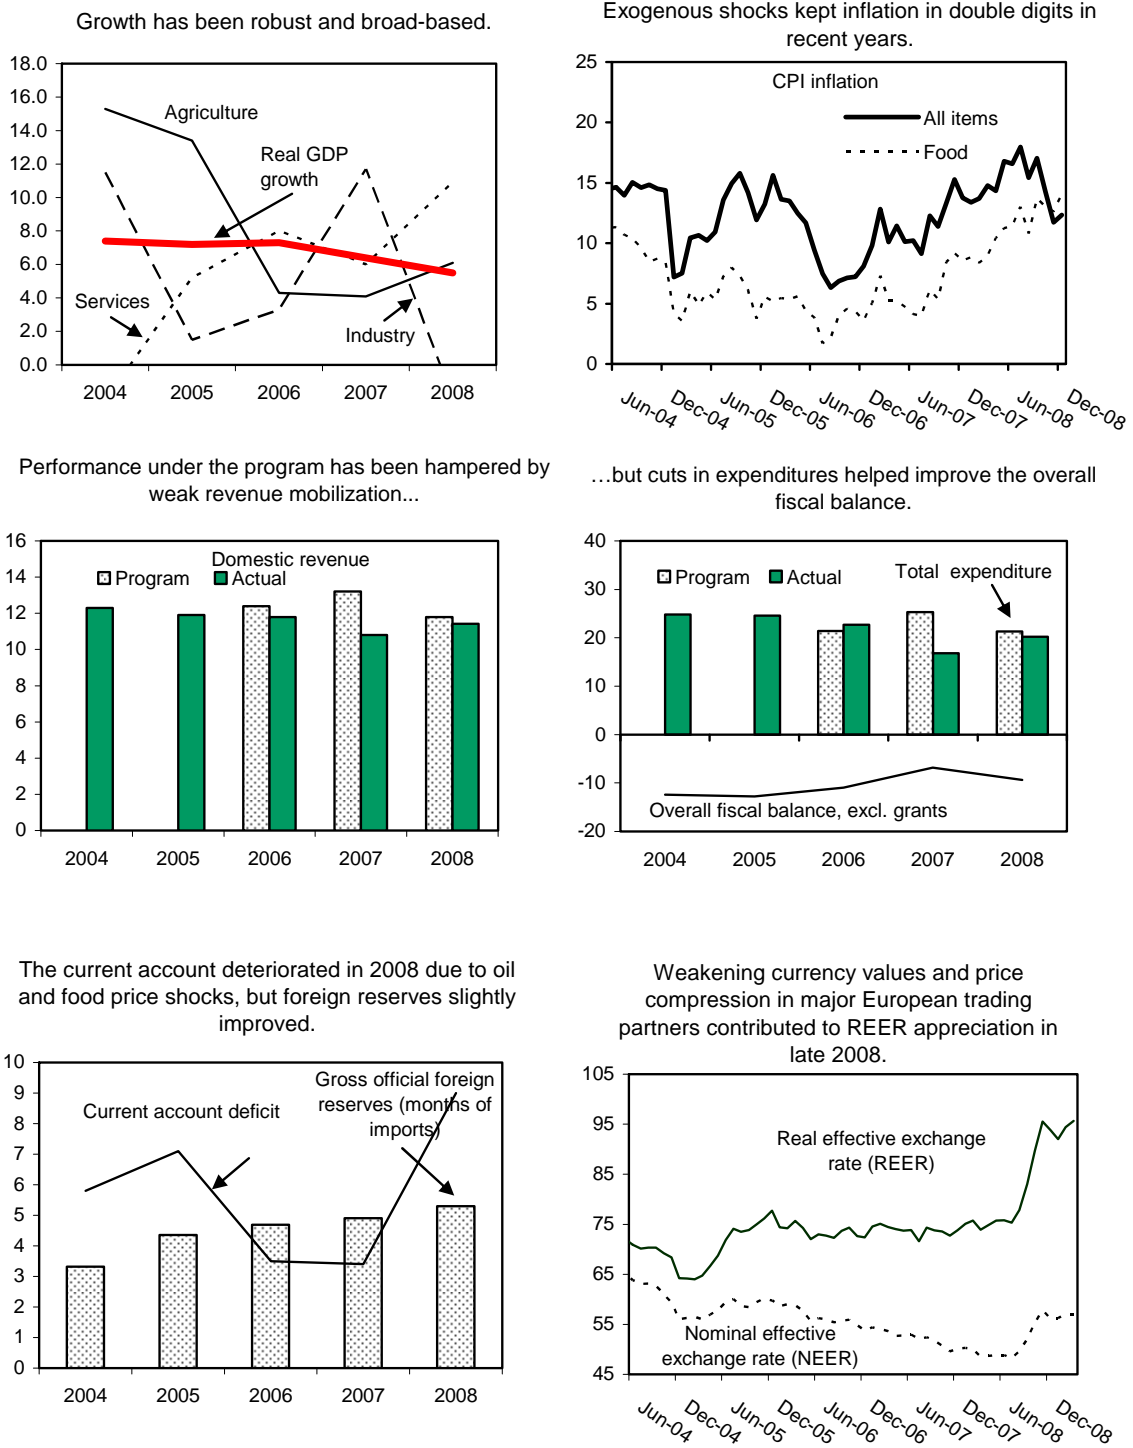 Growth has been robust and broad-based.
18.0
16.0
14.0
12.0
10.0
8.0
6.0
4.0
2.0
0.0
Agriculture
Real GDP
growth
Services
Industry
2004
2005
2006
2007
2008
Exogenous shocks kept inflation in double digits in
recent years.
25
20
15
10
5
0
CPI inflation
All items
Food
Jun-04
Dec-04
Jun-05
Dec-05
Jun-06
Dec-06
Jun-07
Dec-07
Jun-08
Dec-08
Performance under the program has been hampered by
weak revenue mobilization...
16
14
12
10
8
6
4
2
0
Domestic revenue
Program
Actual
2004
2005
2006
2007
2008
…but cuts in expenditures helped improve the overall
fiscal balance.
40
30
20
10
0
-10
-20
Program
Actual
Total expenditure
Overall fiscal balance, excl. grants
2004
2005
2006
2007
2008
The current account deteriorated in 2008 due to oil
and food price shocks, but foreign reserves slightly
improved.
10
9
8
7
6
5
4
3
2
1
0
Current account deficit
Gross official foreign
reserves (months of
imports)
2004
2005
2006
2007
2008
Weakening currency values and price
compression in major European trading
partners contributed to REER appreciation in
late 2008.
105
95
85
75
65
55
45
Real effective exchange
rate (REER)
Nominal effective
exchange rate (NEER)
Jun-04
Dec-04
Jun-05
Dec-05
Jun-06
Dec-06
Jun-07
Dec-07
Jun-08
Dec-08